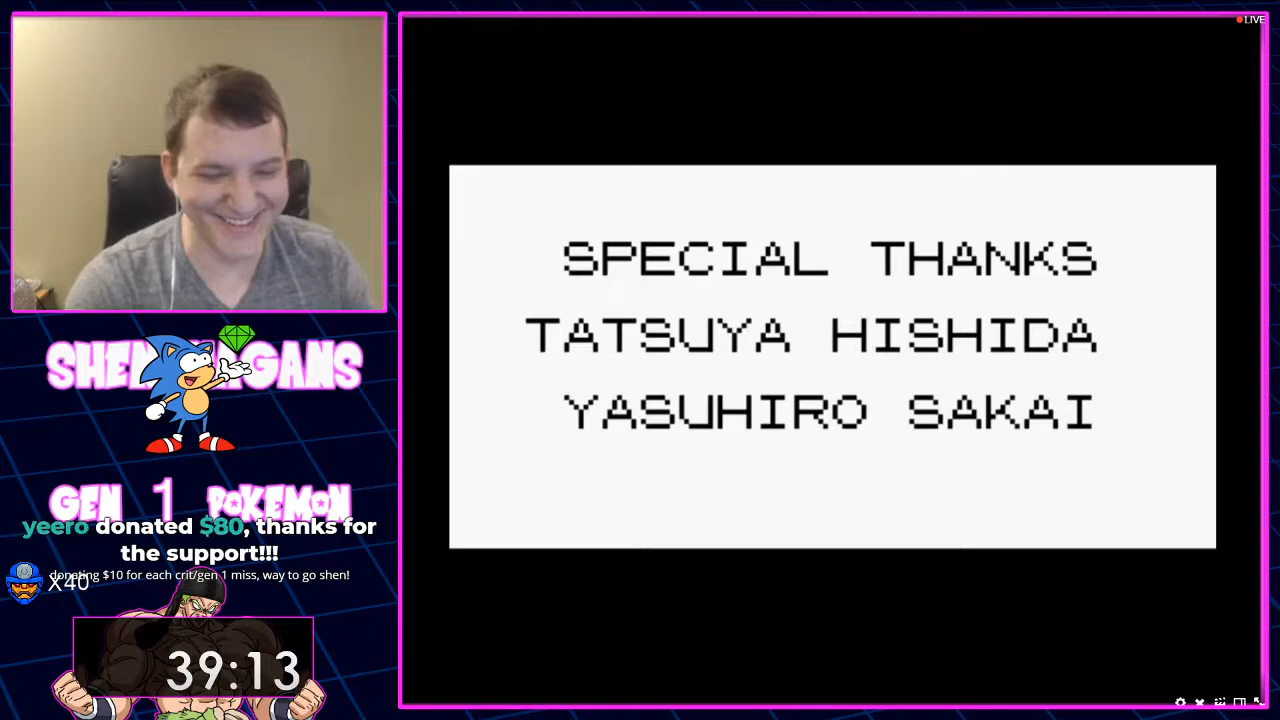 LIVE
SPECIAL THANKS
TATSUYA HISHIDA
YASUHIRO SAKAI
GEN 1 POKEMON
yeero donated $80, thanks for
the support!!!
donating $10 for each crit/gen 1 miss, way to go shen!
X40
39:13